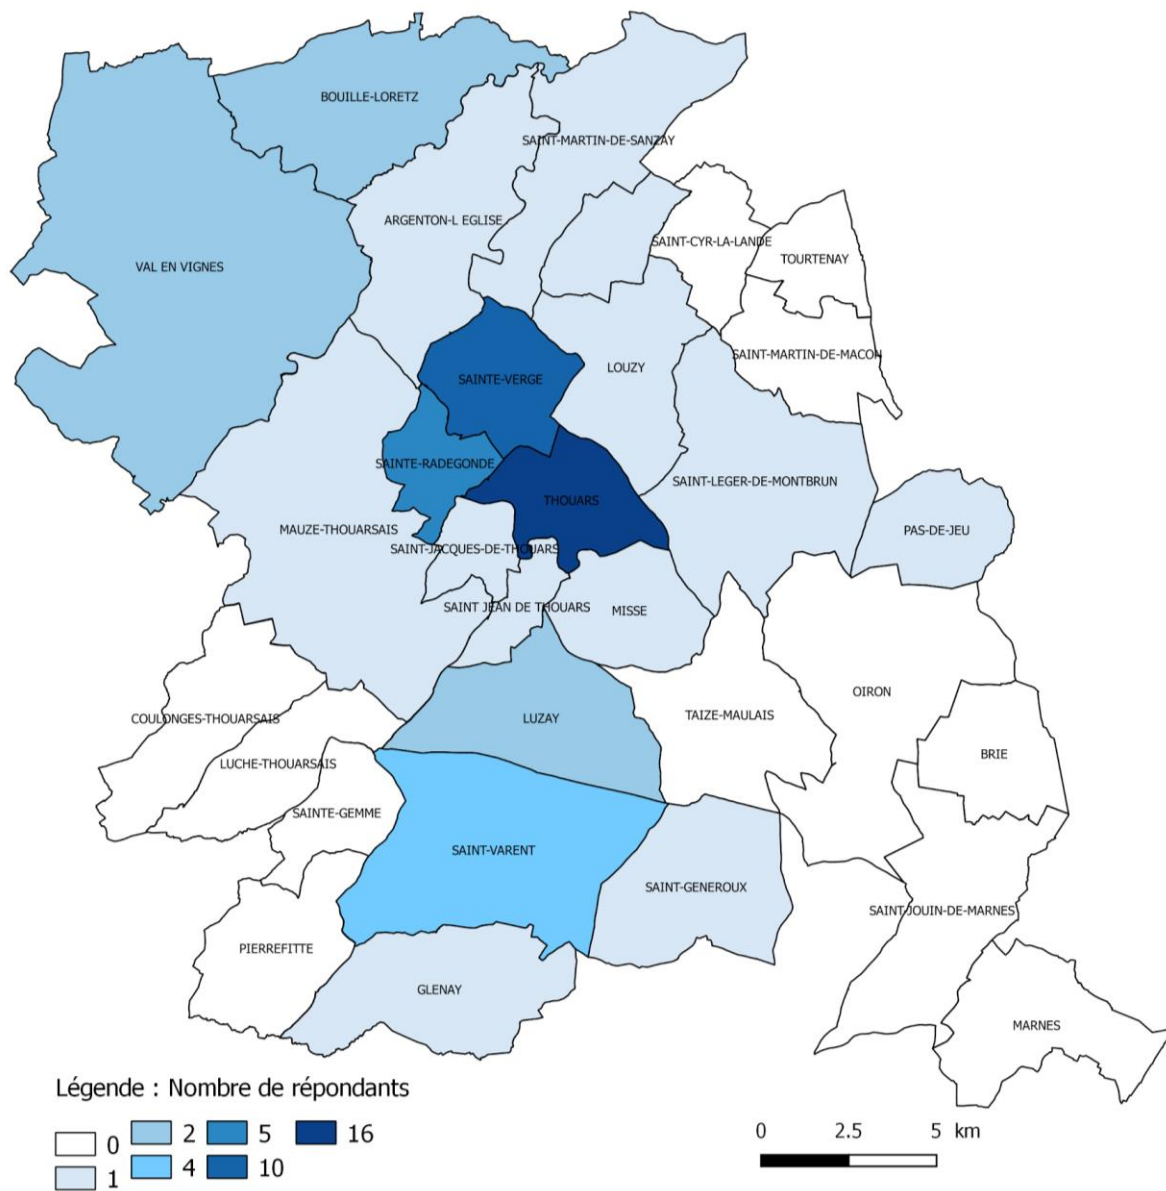 BOUILLE-LORETZ
SAINT-MARTIN-DE-SANZAY
ARGENTON-L EGLISE
SAINT-CYR-LA-LANDE
TOURTENAY
VAL EN VIGNES
SAINT-MARTIN-DE-MACON
LOUZY
SAINTE-VERGE
SAINTE-RADEGONDE
SAINT-LEGER-DE-MONTBRUN
THOUARS
MAUZE-THOUARSAIS
PAS-DE-JEU
SAINT-JACQUES-DE-THOUARS
SAINT JEAN DE THOUARS
MISSE
OIRON
COULONGES-THOUARSAIS
LUZAY
TAIZE-MAULAIS
BRIE
LUCHE-THOUARSAIS
SAINTE-GEMME
SAINT-VARENT
SAINT-GENEROUX
SAINT-JOUIN-DE-MARNES
PIERREFITTE
GLENAY
MARNES
Légende : Nombre de répondants
0
1
2
4
5
10
16
0 2.5 5 km